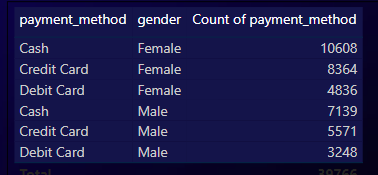 payment_method gender Count of payment_method
Cash Female 10608
Credit Card Female 8364
Debit Card Female 4836
Cash Male 7139
Credit Card Male 5571
Debit Card Male 3248
Total 39766